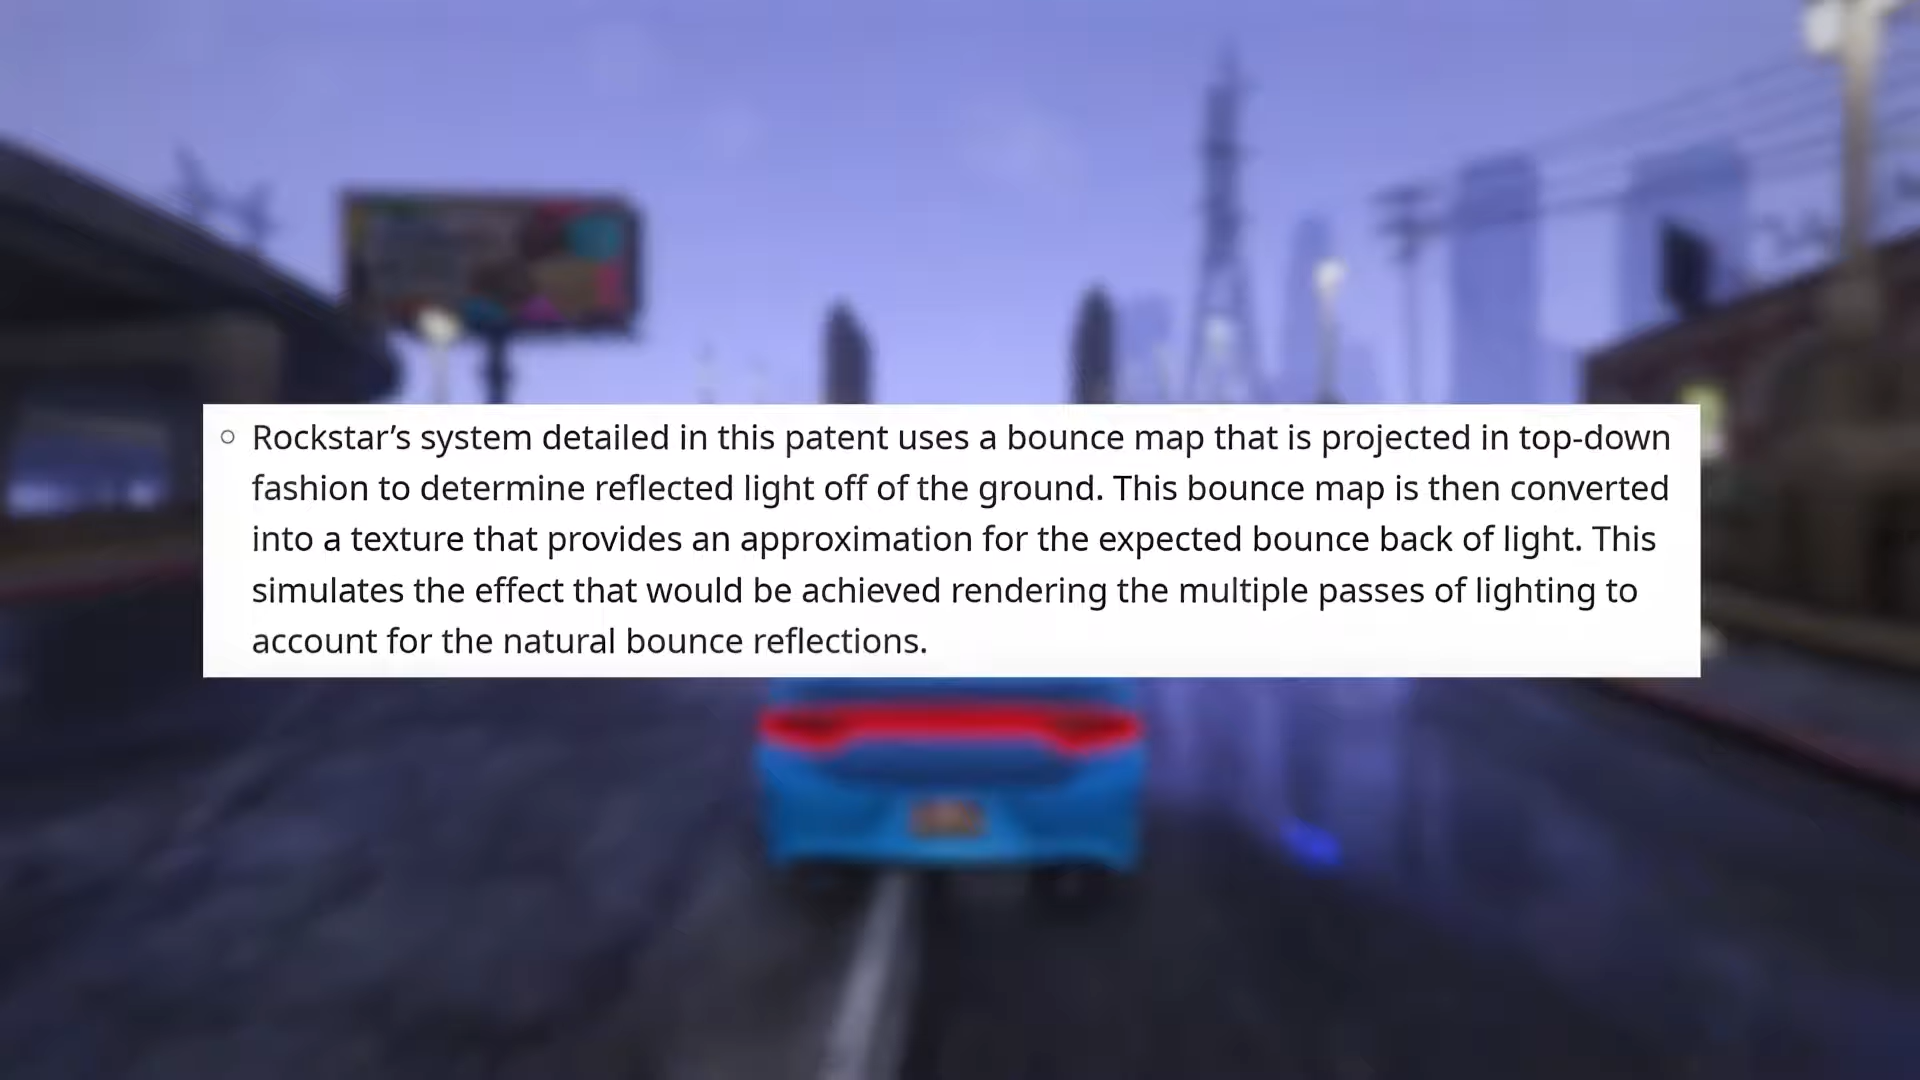 Rockstar’s system detailed in this patent uses a bounce map that is projected in top-down
fashion to determine reflected light off of the ground. This bounce map is then converted
into a texture that provides an approximation for the expected bounce back of light. This
simulates the effect that would be achieved rendering the multiple passes of lighting to
account for the natural bounce reflections.